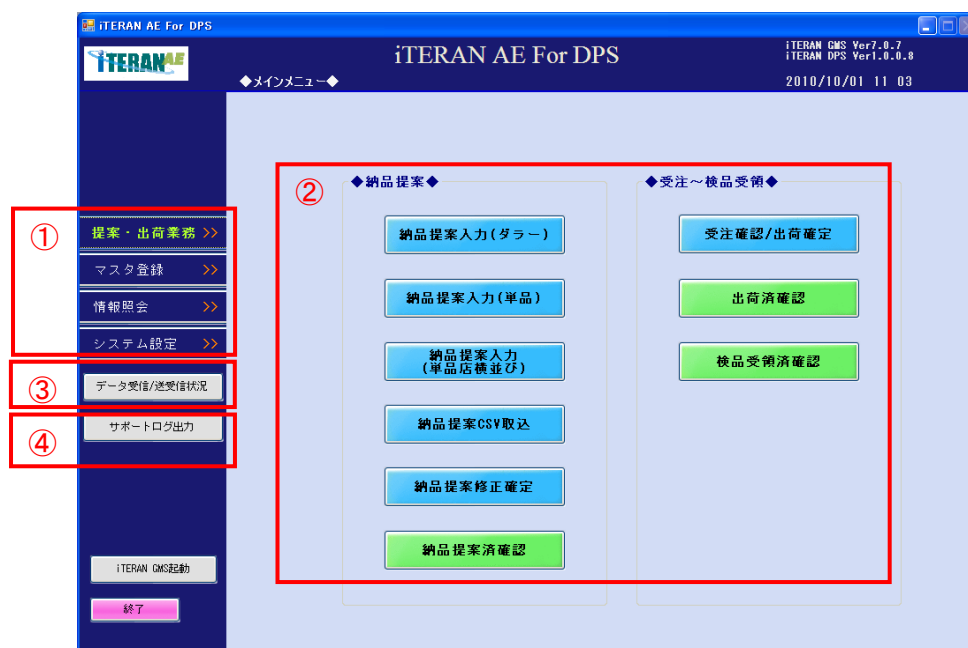 iTERAN AE For DPS
iTERANAE
iTERAN AE For DPS
iTERAN GMS Ver7.0.7
iTERAN DPS Ver1.0.0.8
◆メインメニュー◆
2010/10/01 11 03
①
提案・出荷業務 >>
マスタ登録 >>
情報照会 >>
システム設定 >>
③
データ受信/送受信状況
④
サポートログ出力
iTERAN GMS起動
終了
②
◆納品提案◆
納品提案入力(ダラー)
納品提案入力(単品)
納品提案入力
(単品店横並び)
納品提案CSV取込
納品提案修正確定
納品提案済確認
◆受注～検品受領◆
受注確認/出荷確定
出荷済確認
検品受領済確認